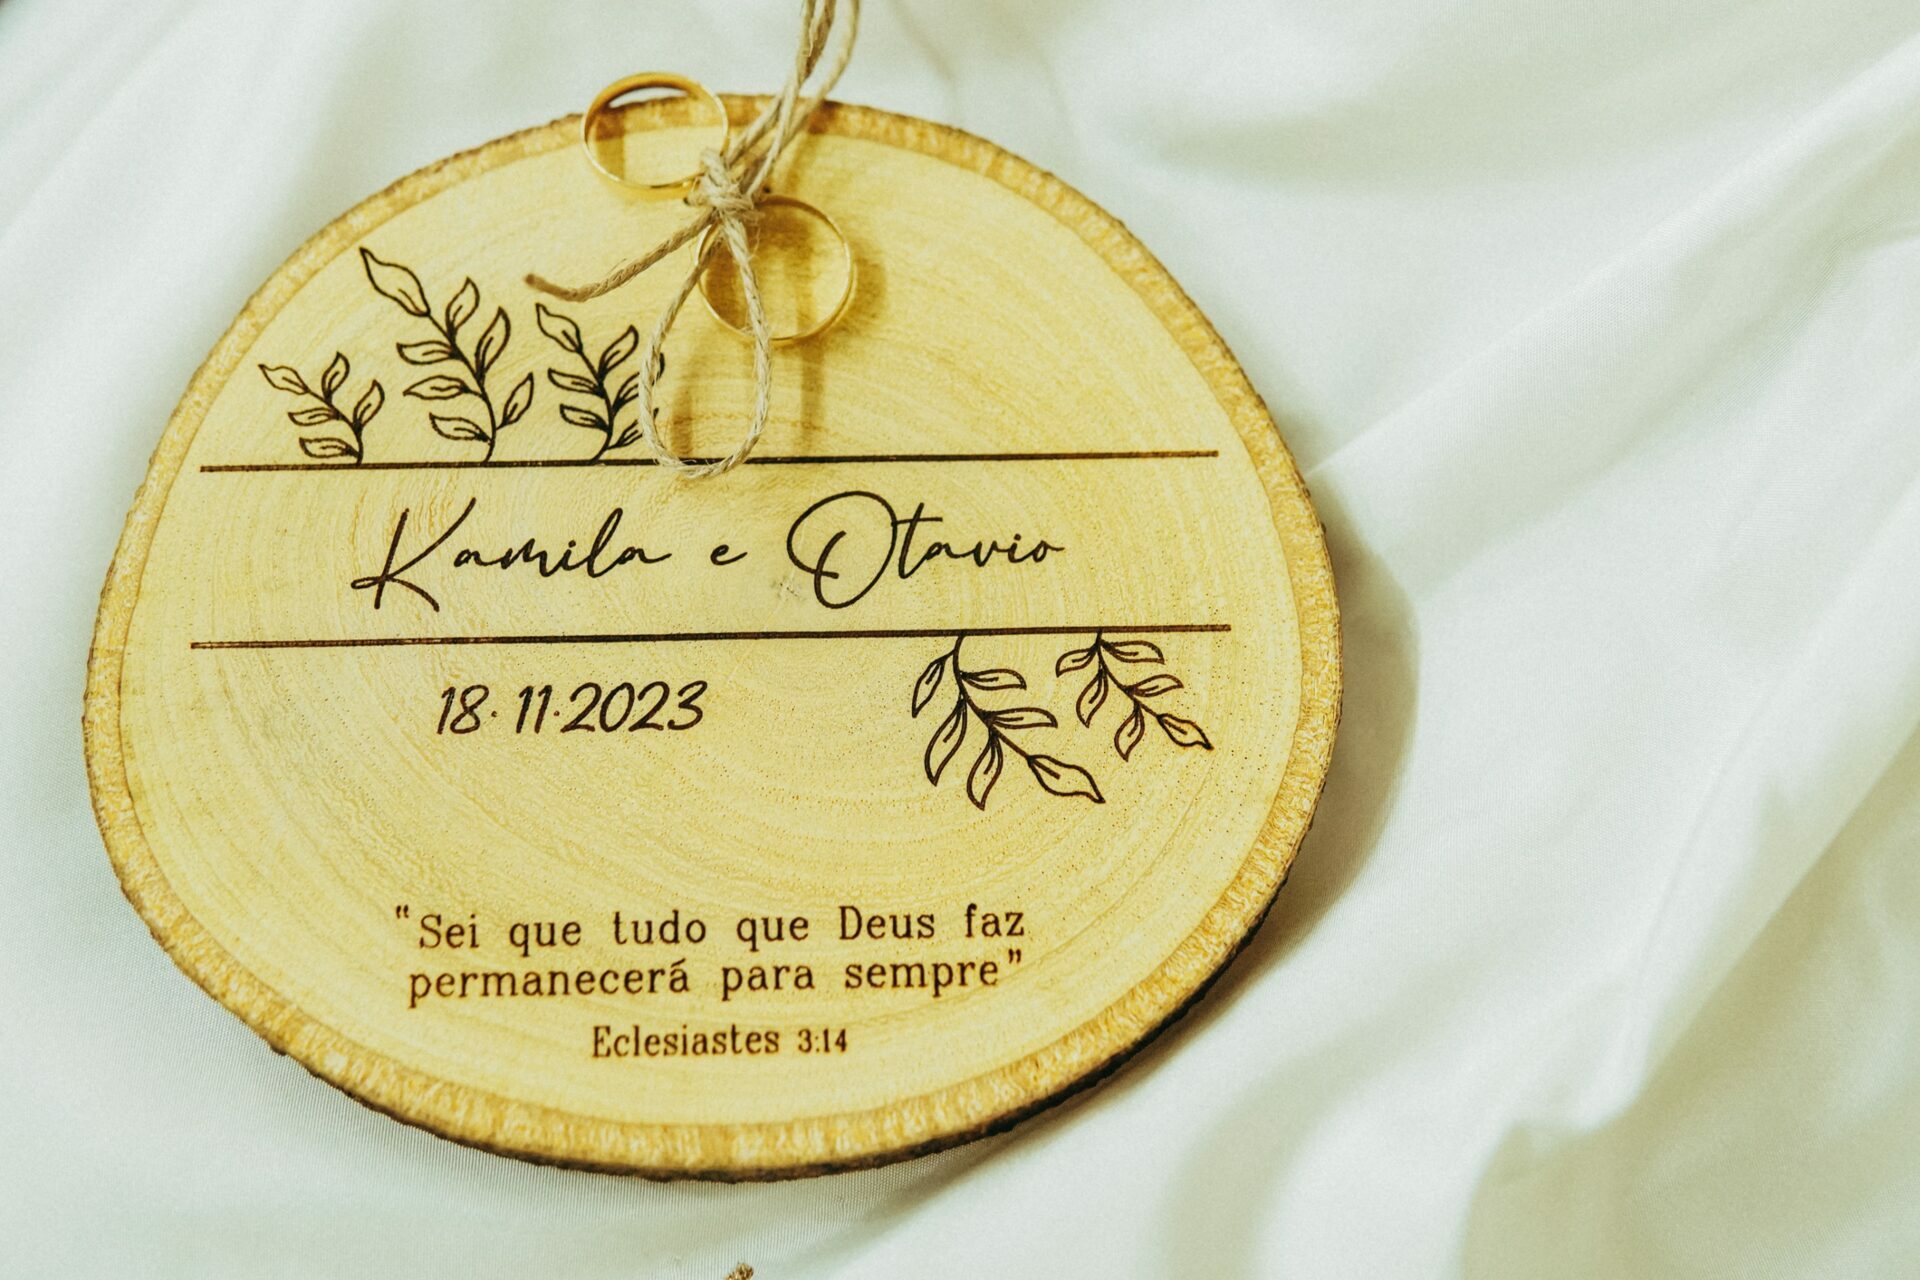 Kamila e Otavio
18.11.2023
"Sei que tudo que Deus faz
permanecerá para sempre"
Eclesiastes 3:14